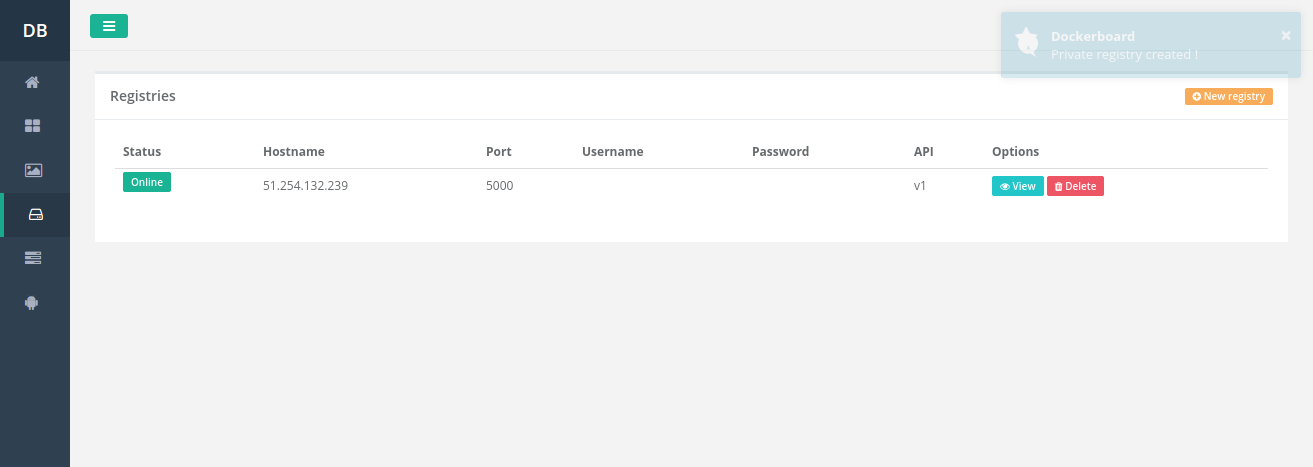 DB
Dockerboard
Private registry created !
×
Registries
New registry
Status Hostname Port Username Password API Options
Online 51.254.132.239 5000 v1 View Delete